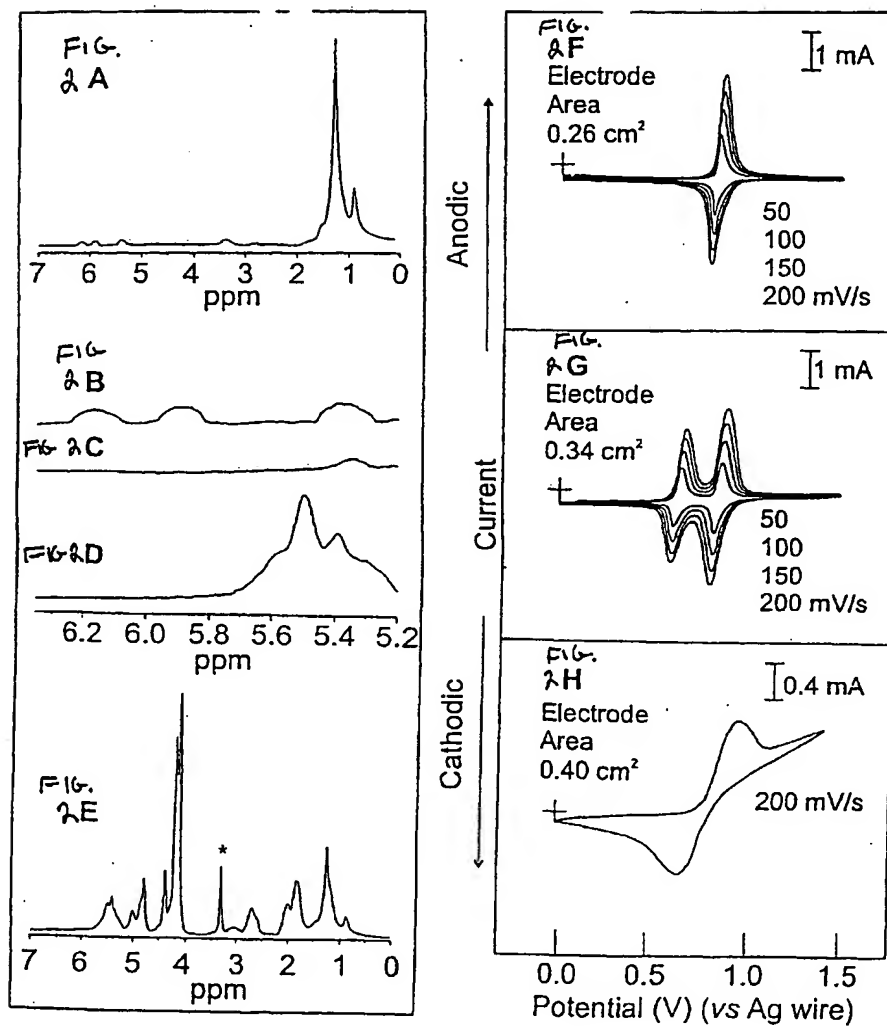 FIG.
2A
7 6 5 4 3 2 1 0
ppm
FIG
2B
FIG 2C
FIG 2D
6.2 6.0 5.8 5.6 5.4 5.2
ppm
FIG.
2E
*
7 6 5 4 3 2 1 0
ppm
Anodic
Current
Cathodic
FIG.
2F
1 mA
Electrode
Area
0.26 cm²
50
100
150
200 mV/s
FIG.
2G
1 mA
Electrode
Area
0.34 cm²
50
100
150
200 mV/s
FIG.
2H
0.4 mA
Electrode
Area
0.40 cm²
200 mV/s
0.0 0.5 1.0 1.5
Potential (V) (vs Ag wire)